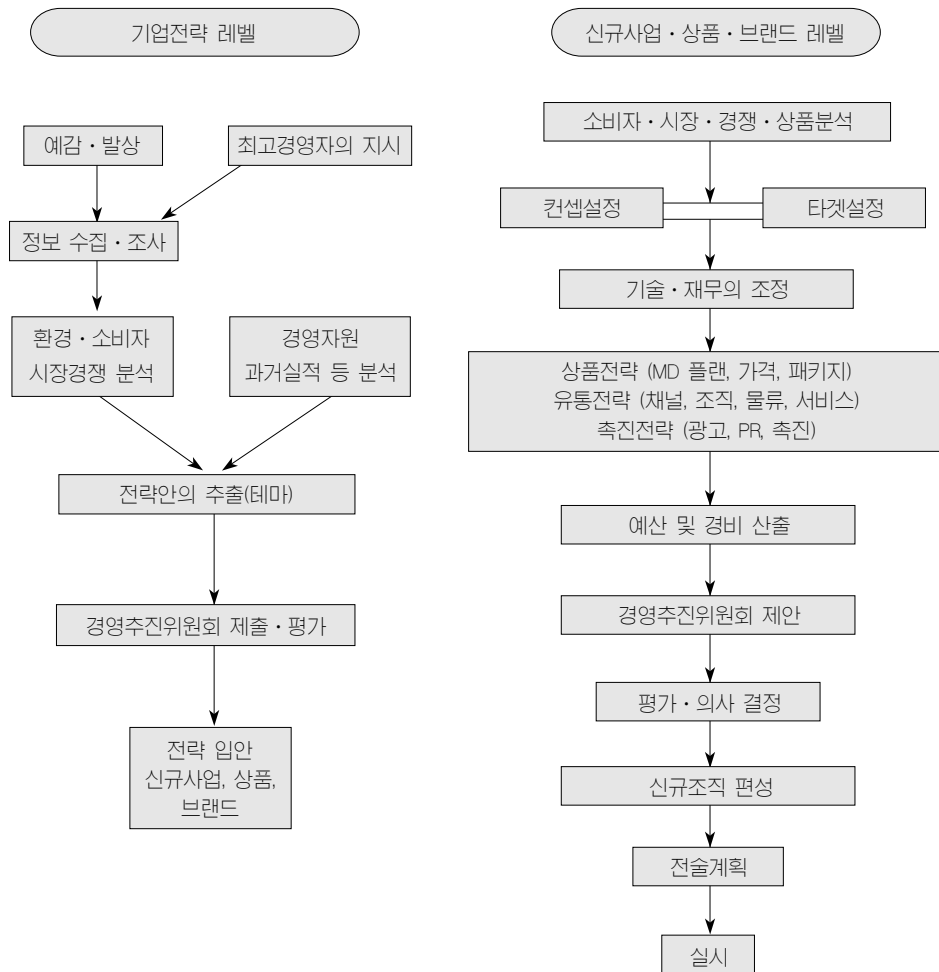 기업전략 레벨
예감·발상
최고경영자의 지시
정보 수집·조사
환경·소비자
시장경쟁 분석
경영자원
과거실적 등 분석
전략안의 추출(테마)
경영추진위원회 제출·평가
전략 입안
신규사업, 상품,
브랜드
신규사업·상품·브랜드 레벨
소비자·시장·경쟁·상품분석
컨셉설정
타겟설정
기술·재무의 조정
상품전략 (MD 플랜, 가격, 패키지)
유통전략 (채널, 조직, 물류, 서비스)
촉진전략 (광고, PR, 촉진)
예산 및 경비 산출
경영추진위원회 제안
평가·의사 결정
신규조직 편성
전술계획
실시